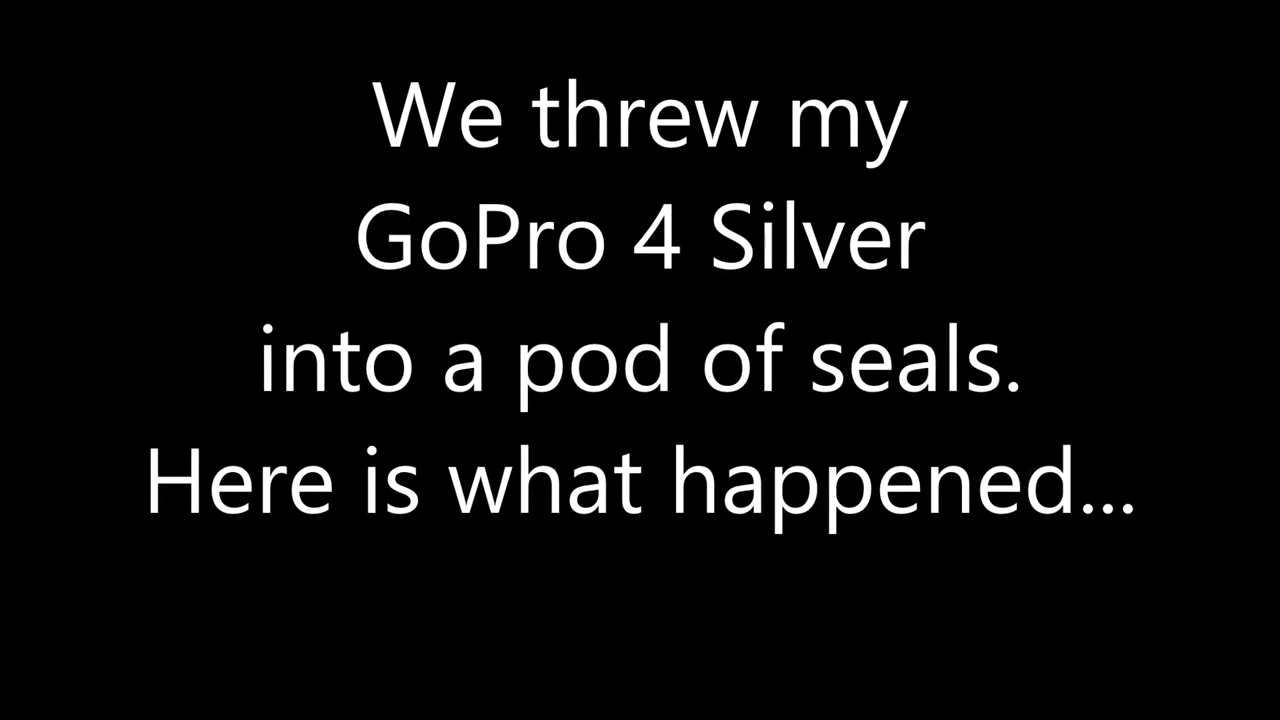 We threw my
GoPro 4 Silver
into a pod of seals.
Here is what happened...